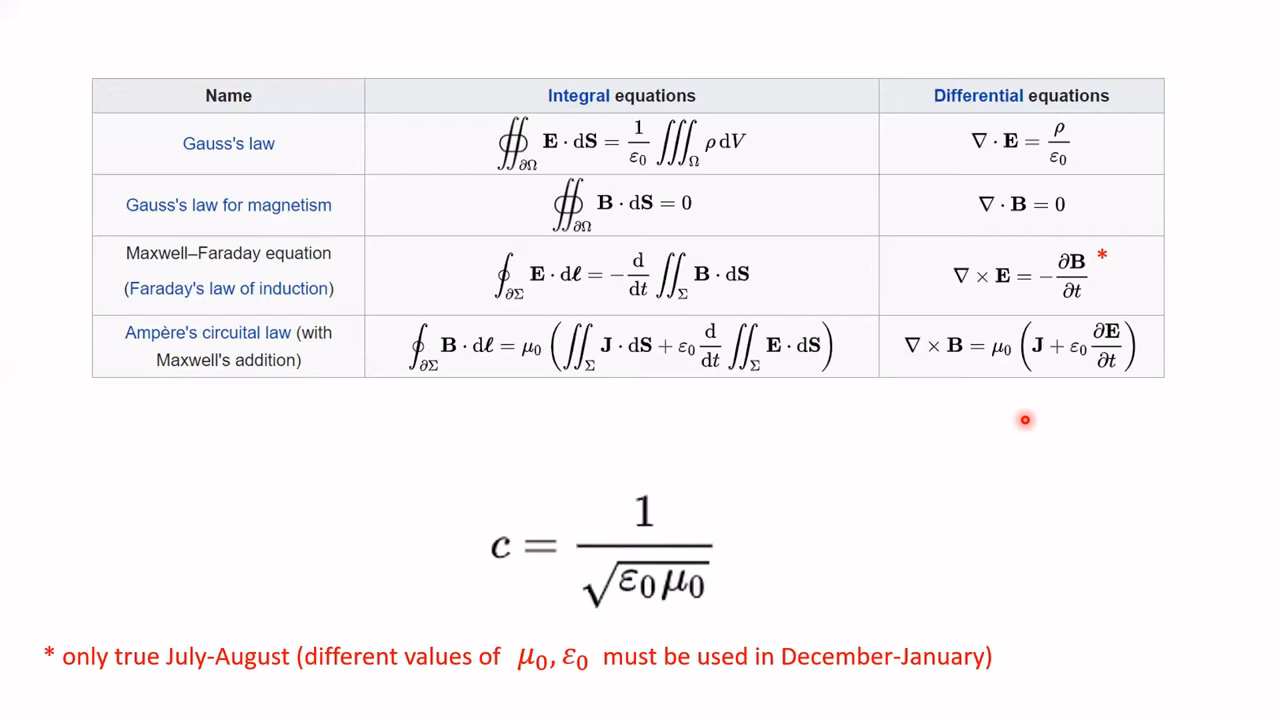 Name Integral equations Differential equations
Gauss's law ∯∂Ω E · dS = 1/ε₀ ∭Ω ρ dV ∇ · E = ρ/ε₀
Gauss's law for magnetism ∯∂Ω B · dS = 0 ∇ · B = 0
Maxwell–Faraday equation
(Faraday's law of induction) ∮∂Σ E · dℓ = − d/dt ∬Σ B · dS ∇ × E = − ∂B/∂t *
Ampère's circuital law (with
Maxwell's addition) ∮∂Σ B · dℓ = μ₀ (∬Σ J · dS + ε₀ d/dt ∬Σ E · dS) ∇ × B = μ₀ (J + ε₀ ∂E/∂t)
c = 1/√ε₀μ₀
* only true July-August (different values of μ₀, ε₀ must be used in December-January)